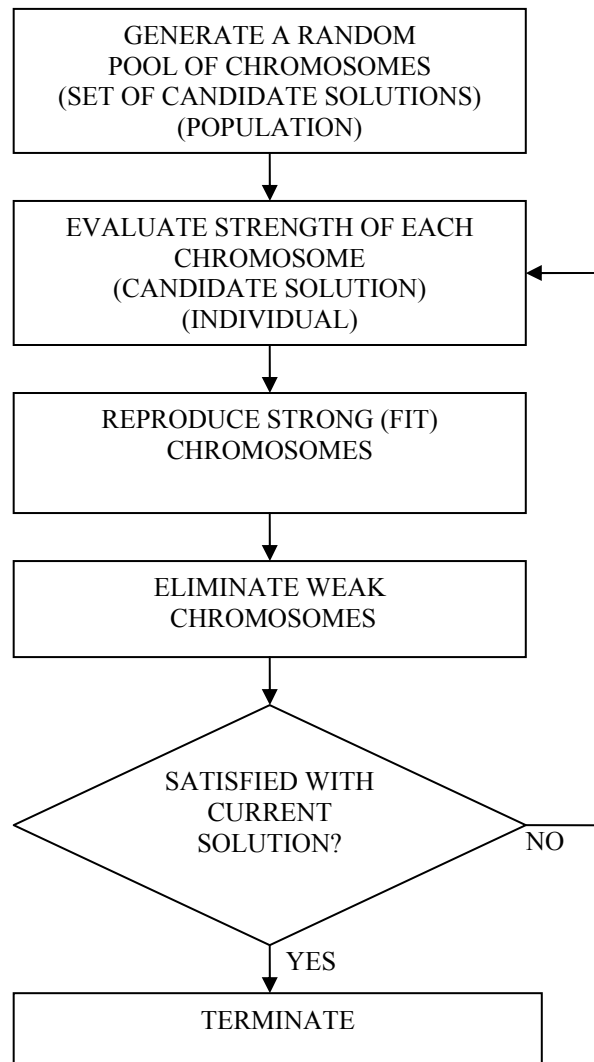 GENERATE A RANDOM
POOL OF CHROMOSOMES
(SET OF CANDIDATE SOLUTIONS)
(POPULATION)
EVALUATE STRENGTH OF EACH
CHROMOSOME
(CANDIDATE SOLUTION)
(INDIVIDUAL)
REPRODUCE STRONG (FIT)
CHROMOSOMES
ELIMINATE WEAK
CHROMOSOMES
SATISFIED WITH
CURRENT
SOLUTION?
NO
YES
TERMINATE